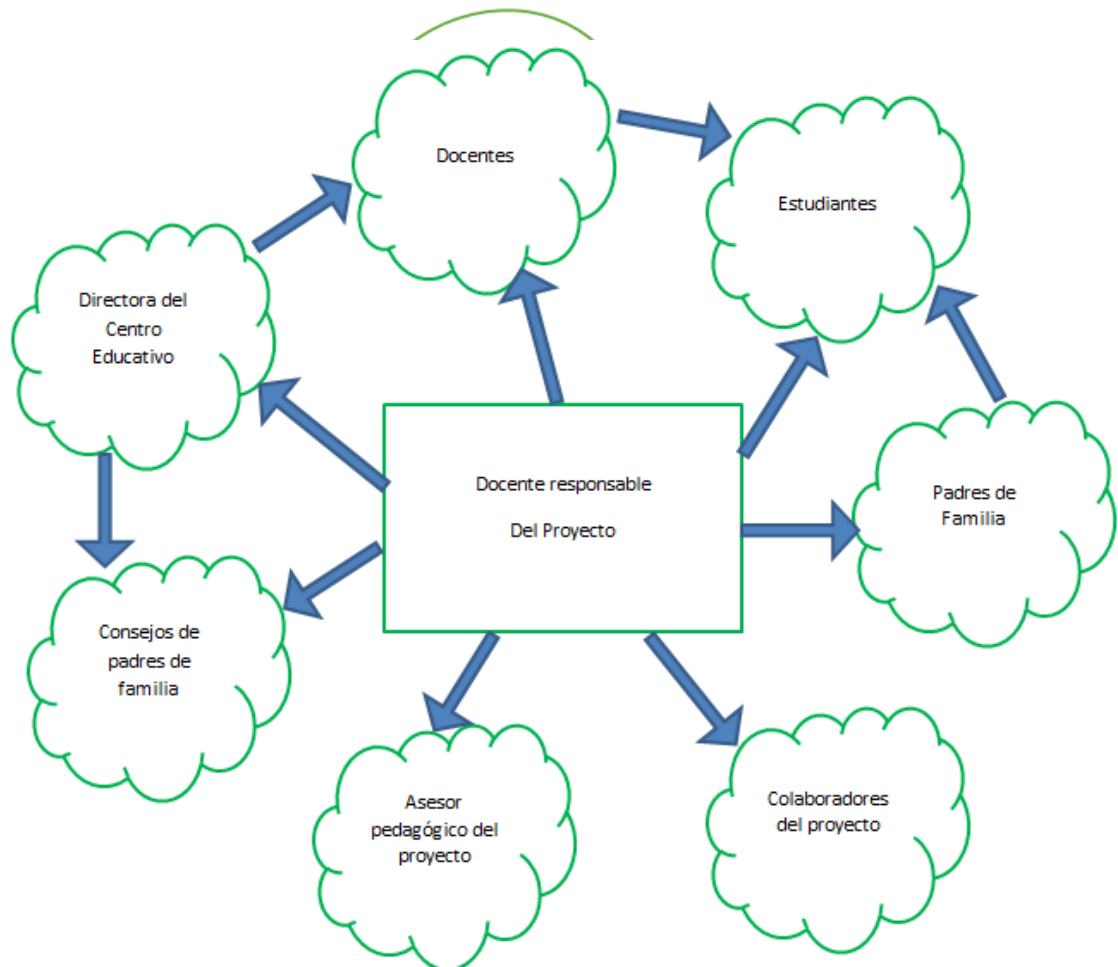 Docentes
Estudiantes
Directora del
Centro
Educativo
Docente responsable
Del Proyecto
Padres de
Familia
Consejos de
padres de
familia
Asesor
pedagógico del
proyecto
Colaboradores
del proyecto